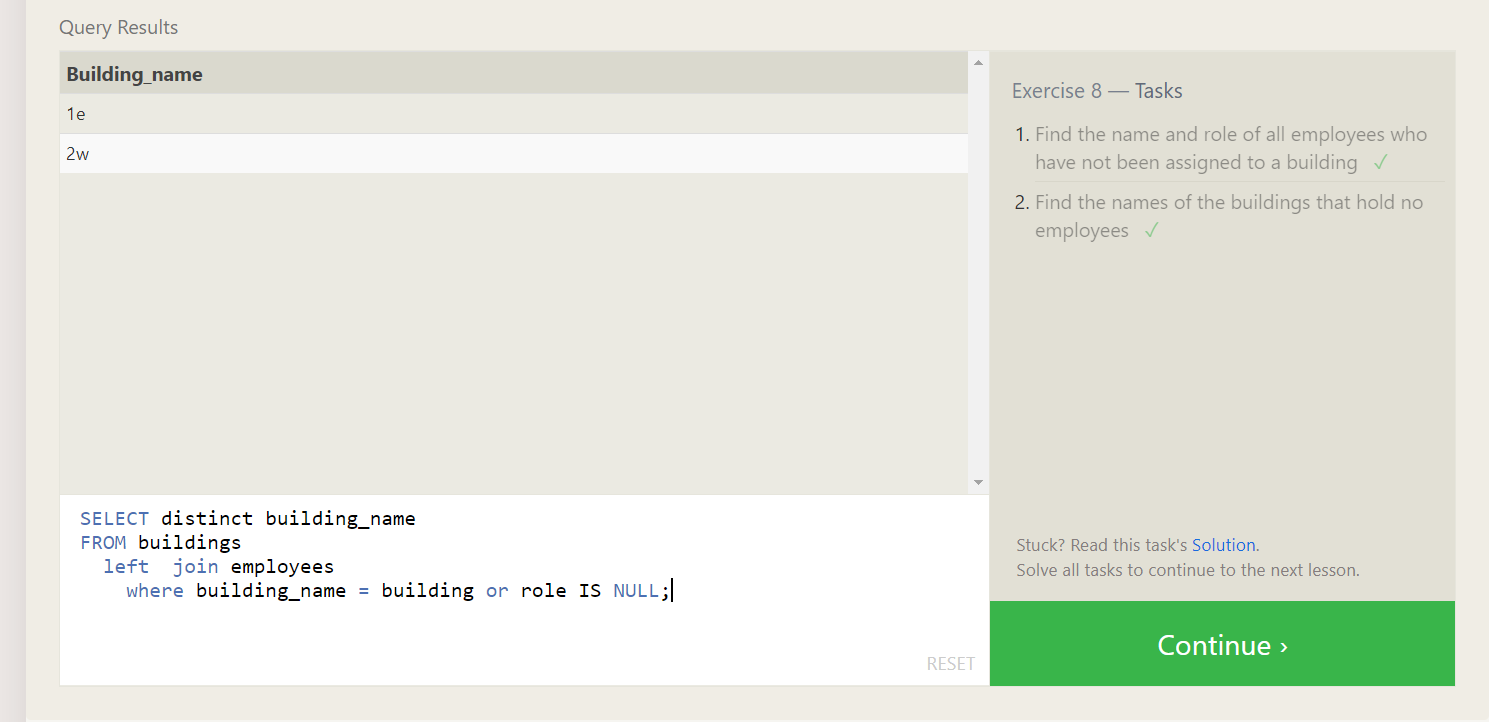 Query Results
Building_name
1e
2w
SELECT distinct building_name
FROM buildings
left  join employees
where building_name = building or role IS NULL;
RESET
Exercise 8 — Tasks
1. Find the name and role of all employees who
have not been assigned to a building ✓
2. Find the names of the buildings that hold no
employees ✓
Stuck? Read this task's Solution.
Solve all tasks to continue to the next lesson.
Continue ›